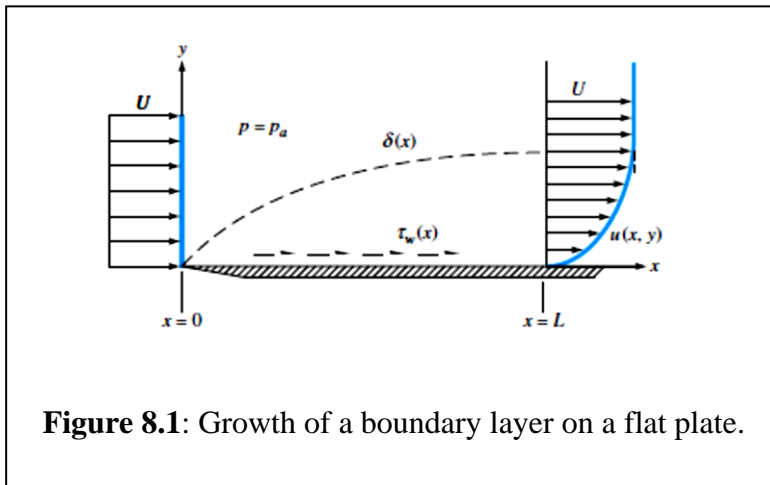 y
U
U
p = pₐ
δ(x)
τw(x)
u(x, y)
x
x = 0
x = L
Figure 8.1: Growth of a boundary layer on a flat plate.